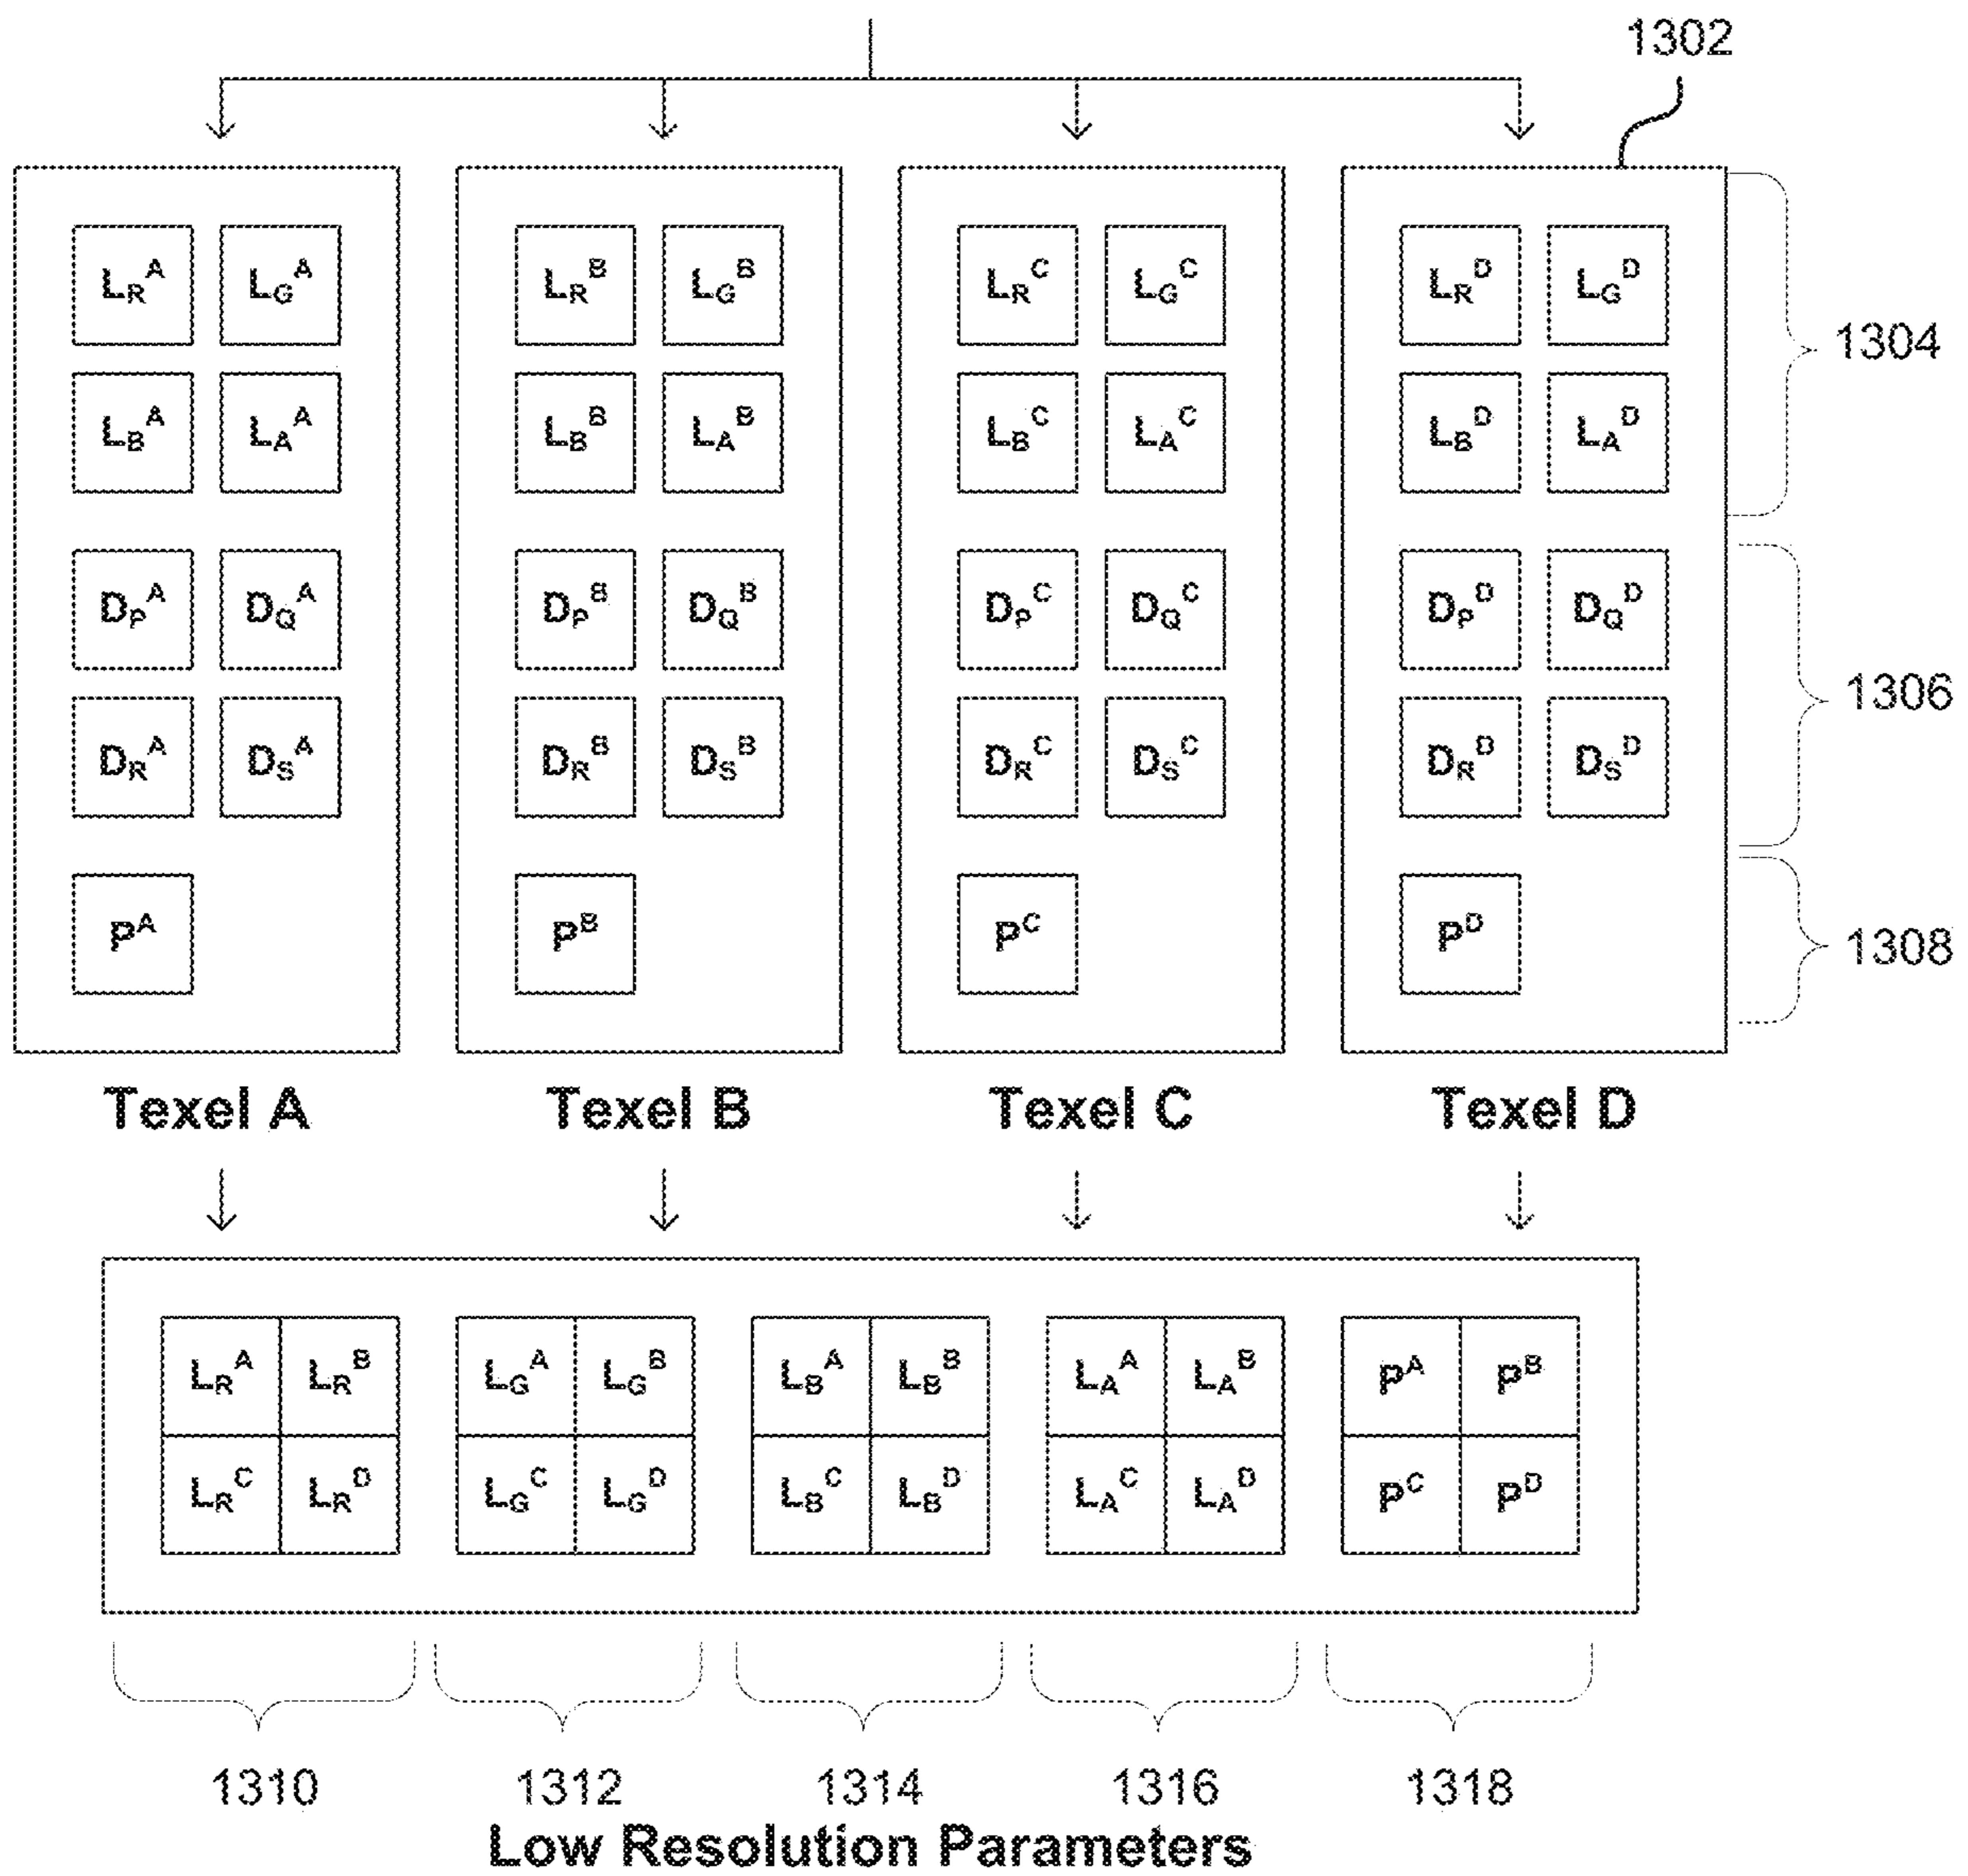 1302
L_R^A L_G^A L_R^B L_G^B L_R^C L_G^C L_R^D L_G^D
1304
L_B^A L_A^A L_B^B L_A^B L_B^C L_A^C L_B^D L_A^D
D_P^A D_Q^A D_P^B D_Q^B D_P^C D_Q^C D_P^D D_Q^D
1306
D_R^A D_S^A D_R^B D_S^B D_R^C D_S^C D_R^D D_S^D
P^A P^B P^C P^D
1308
Texel A Texel B Texel C Texel D
L_R^A L_R^B L_G^A L_G^B L_B^A L_B^B L_A^A L_A^B P^A P^B
L_R^C L_R^D L_G^C L_G^D L_B^C L_B^D L_A^C L_A^D P^C P^D
1310 1312 1314 1316 1318
Low Resolution Parameters